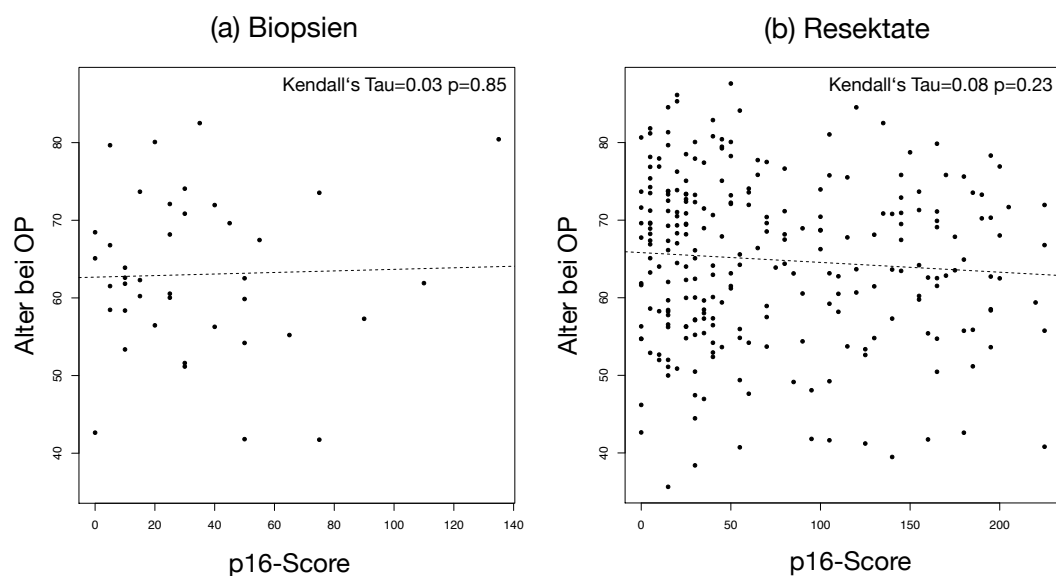 (a) Biopsien
Kendall‘s Tau=0.03 p=0.85
Alter bei OP
80
70
60
50
40
0 20 40 60 80 100 120 140
p16-Score
(b) Resektate
Kendall‘s Tau=0.08 p=0.23
Alter bei OP
80
70
60
50
40
0 50 100 150 200
p16-Score